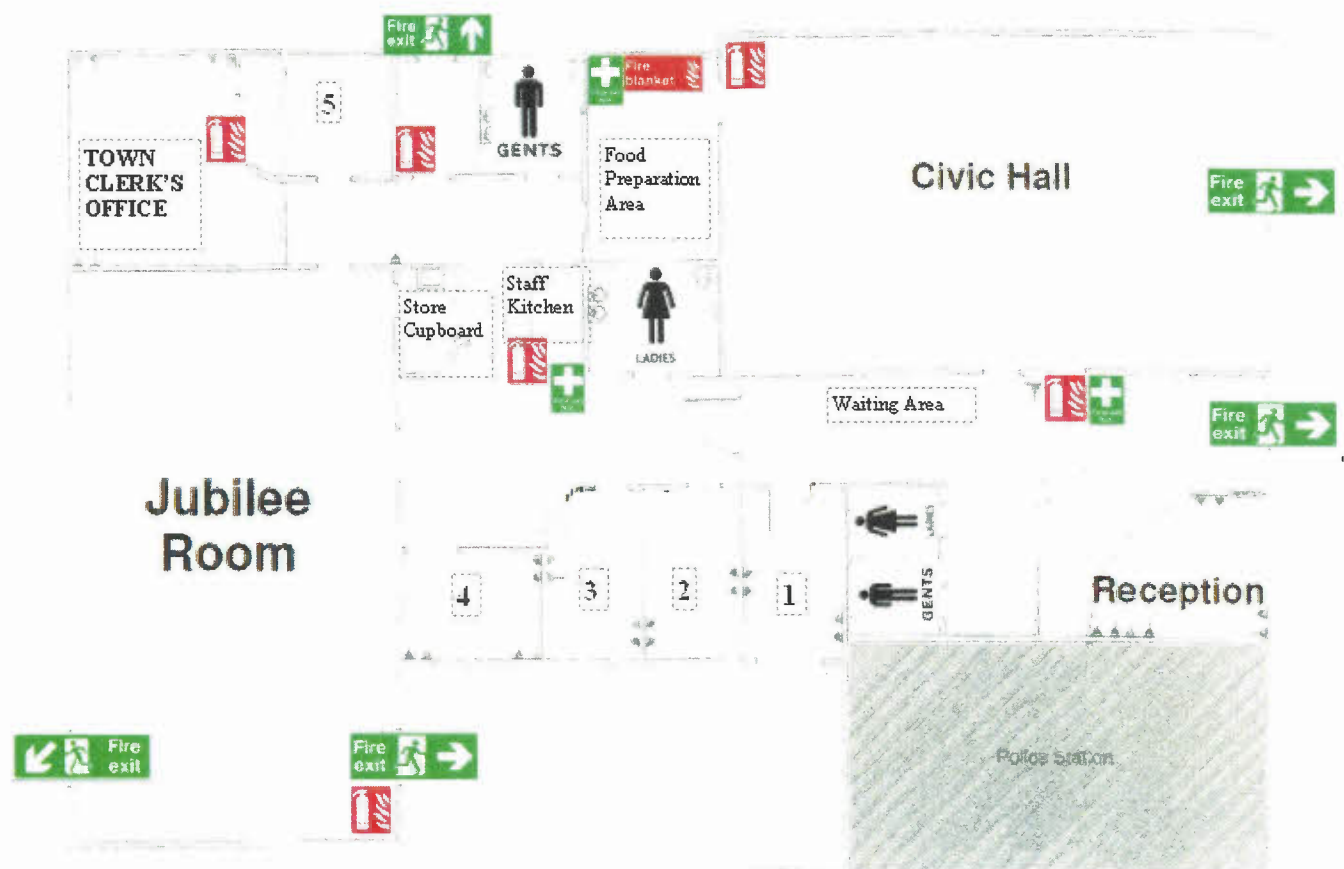 Fire
exit
Fire
blanket
5
GENTS
TOWN
CLERK'S
OFFICE
Food
Preparation
Area
Civic Hall
Fire
exit
Staff
Kitchen
Store
Cupboard
LADIES
Waiting Area
Fire
exit
Jubilee
Room
LADIES
GENTS
4
3
2
1
Reception
Fire
exit
Fire
exit
Police Station